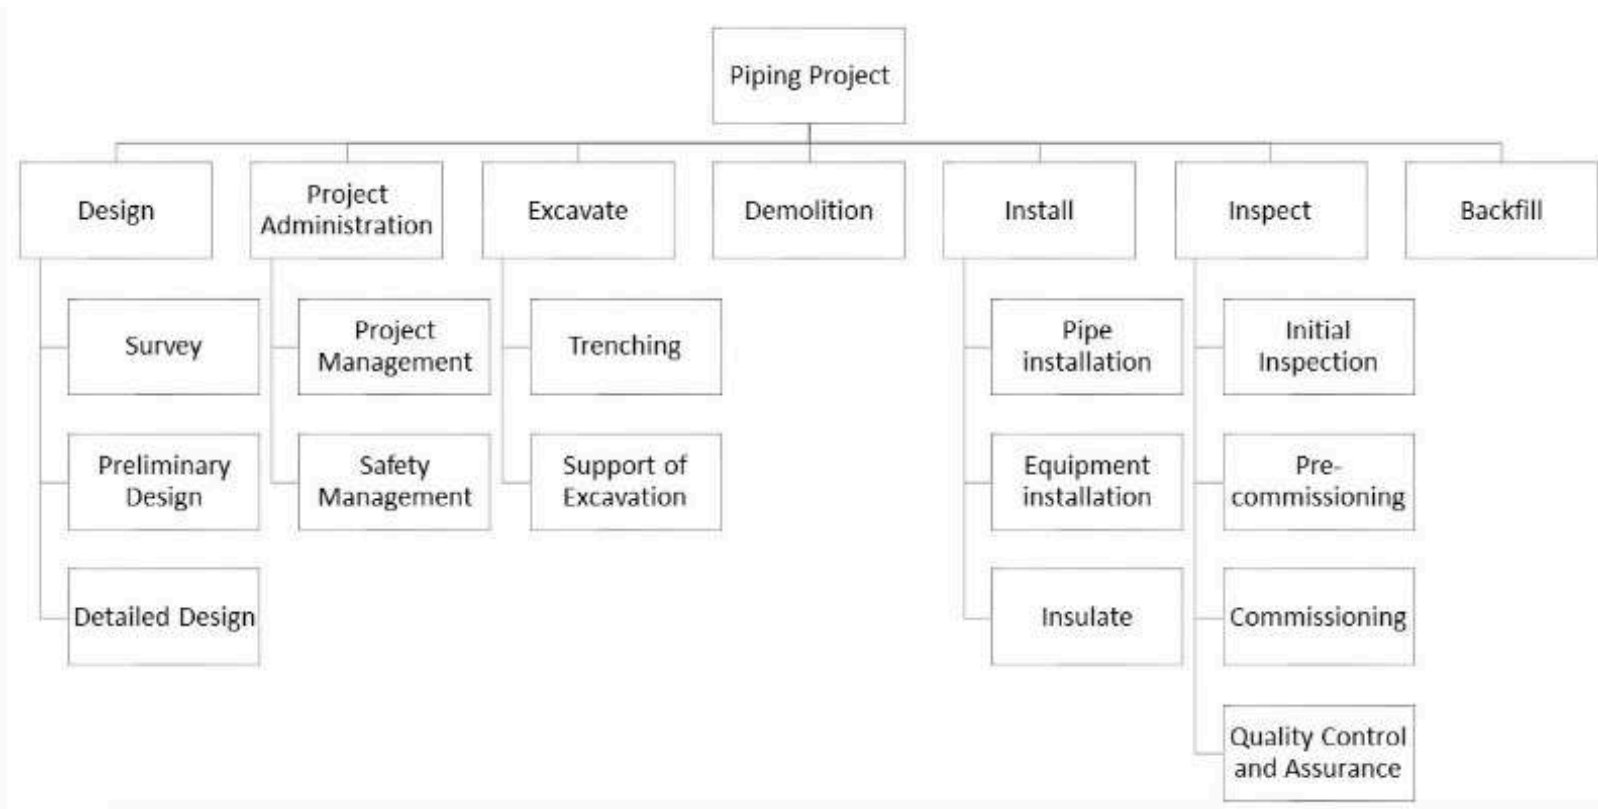 Piping Project
Design
Project
Administration
Excavate
Demolition
Install
Inspect
Backfill
Survey
Preliminary
Design
Detailed Design
Project
Management
Safety
Management
Trenching
Support of
Excavation
Pipe
installation
Equipment
installation
Insulate
Initial
Inspection
Pre-
commissioning
Commissioning
Quality Control
and Assurance